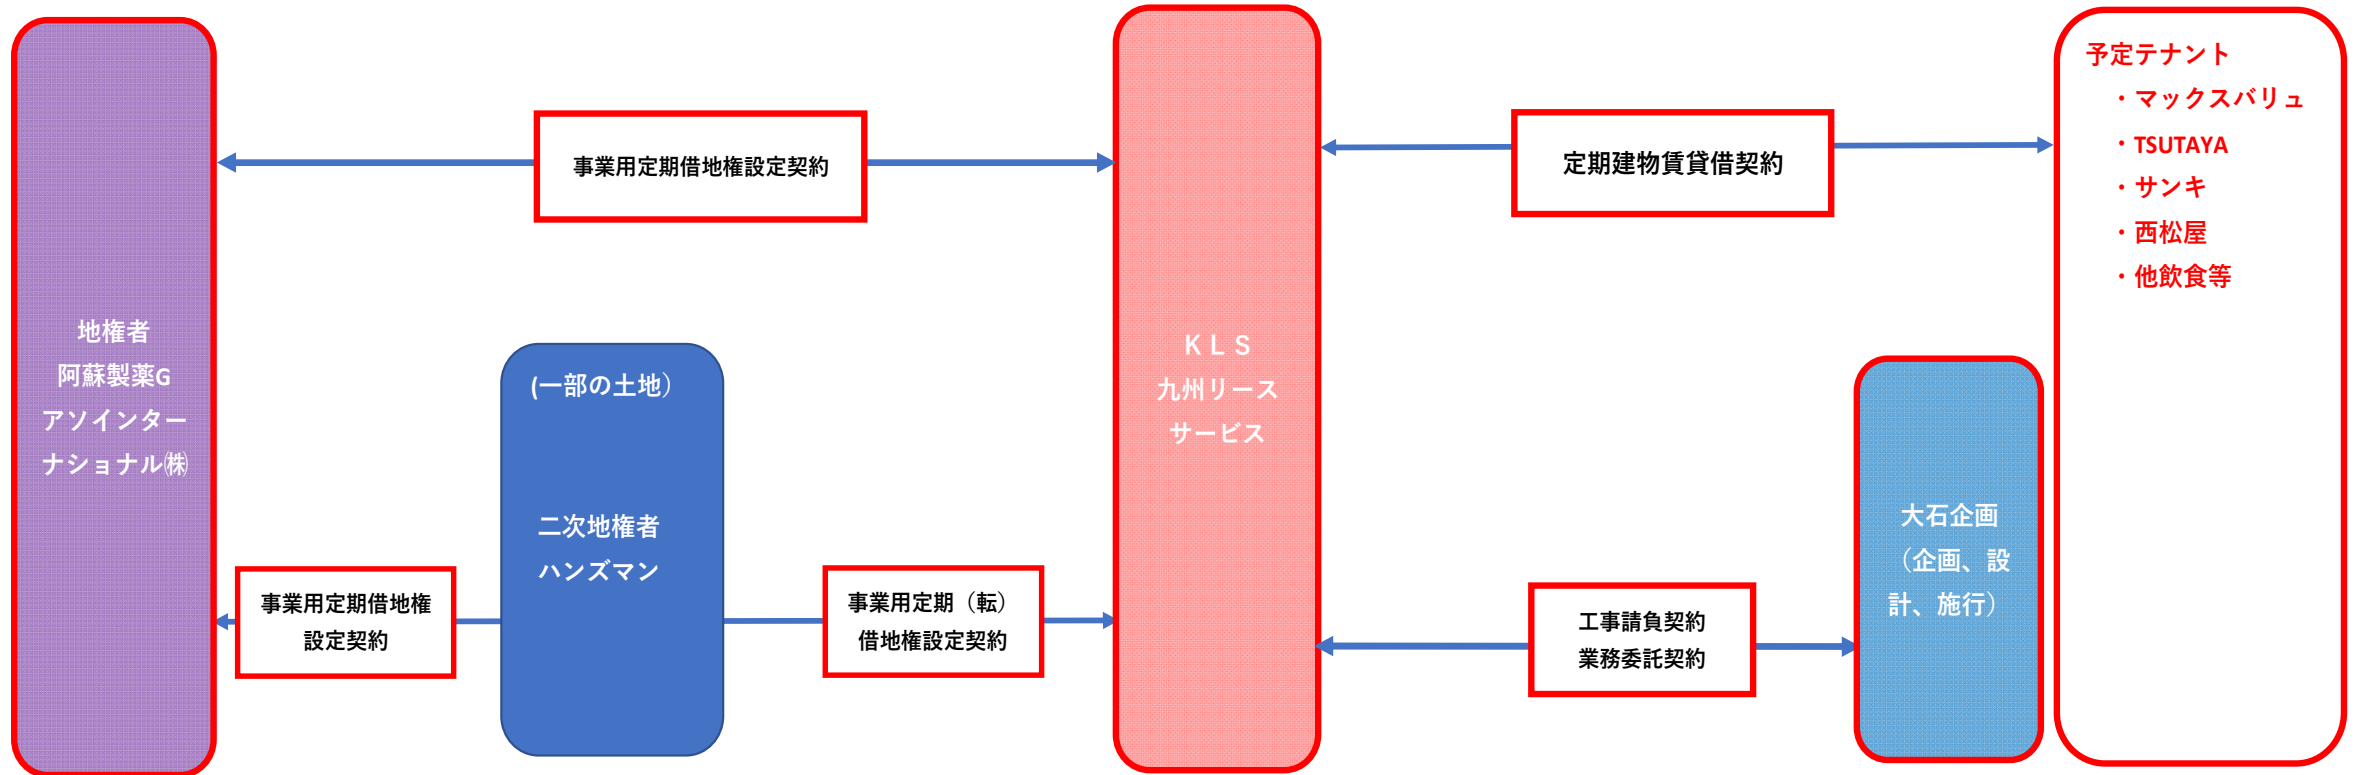 地権者
阿蘇製薬G
アソインター
ナショナル㈱
事業用定期借地権設定契約
(一部の土地）
二次地権者
ハンズマン
事業用定期借地権
設定契約
事業用定期（転）
借地権設定契約
ＫＬＳ
九州リース
サービス
定期建物賃貸借契約
工事請負契約
業務委託契約
大石企画
（企画、設
計、施行）
予定テナント
・マックスバリュ
・TSUTAYA
・サンキ
・西松屋
・他飲食等